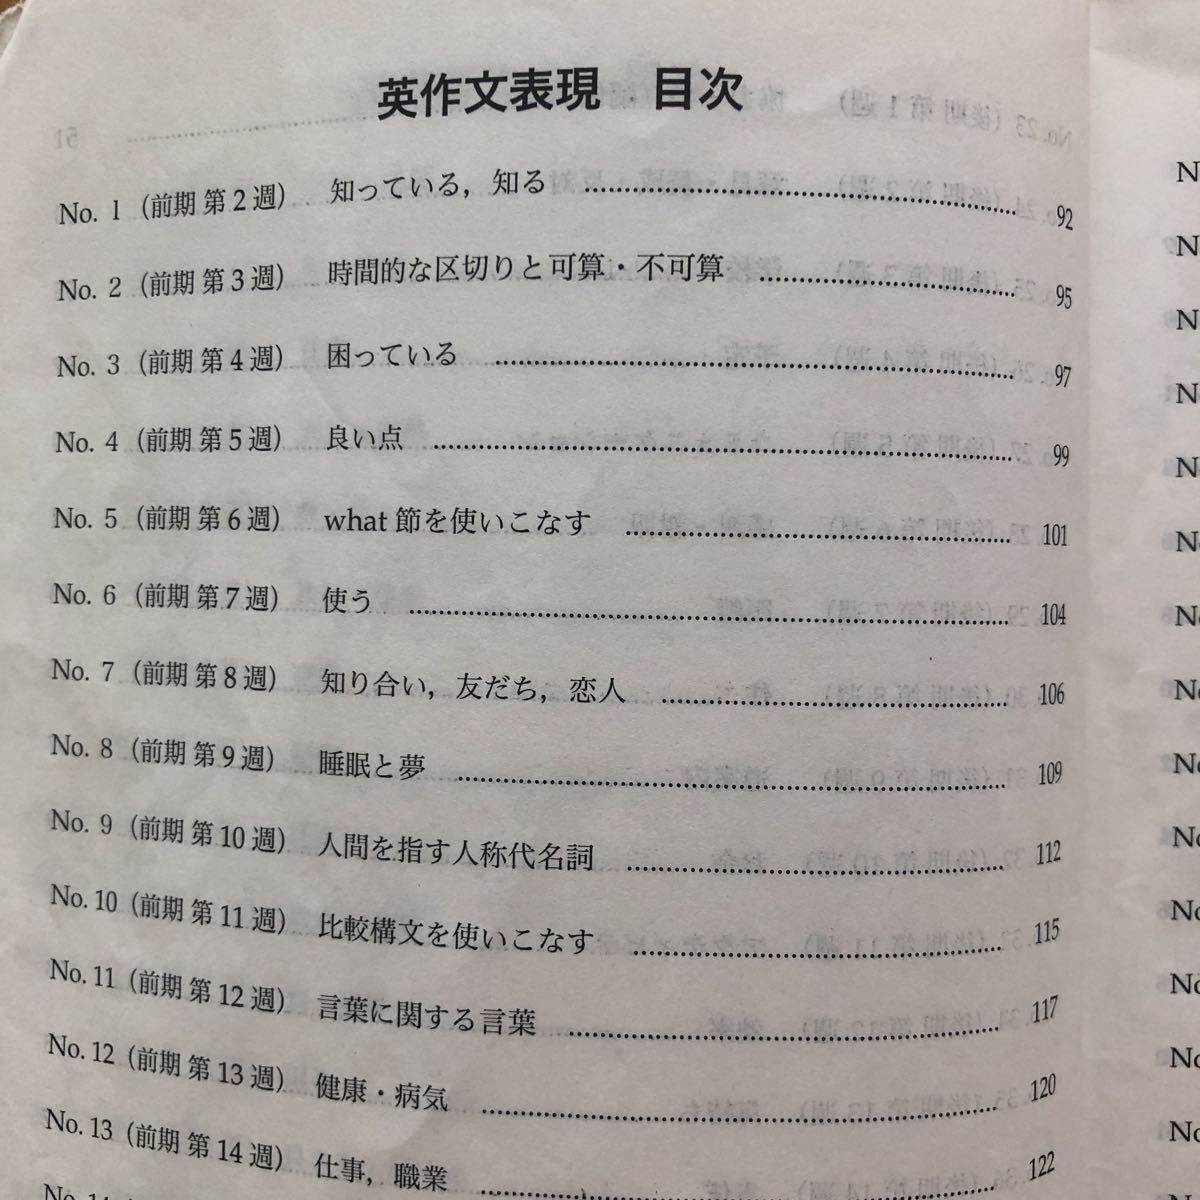 英作文表現 目次
No. 1 (前期 第2週) 知っている，知る ........ 92
No. 2 (前期 第3週) 時間的な区切りと可算・不可算 ........ 95
No. 3 (前期 第4週) 困っている ........ 97
No. 4 (前期 第5週) 良い点 ........ 99
No. 5 (前期 第6週) what 節を使いこなす ........ 101
No. 6 (前期 第7週) 使う ........ 104
No. 7 (前期 第8週) 知り合い，友だち，恋人 ........ 106
No. 8 (前期 第9週) 睡眠と夢 ........ 109
No. 9 (前期 第10週) 人間を指す人称代名詞 ........ 112
No. 10 (前期 第11週) 比較構文を使いこなす ........ 115
No. 11 (前期 第12週) 言葉に関する言葉 ........ 117
No. 12 (前期 第13週) 健康・病気 ........ 120
No. 13 (前期 第14週) 仕事，職業 ........ 122